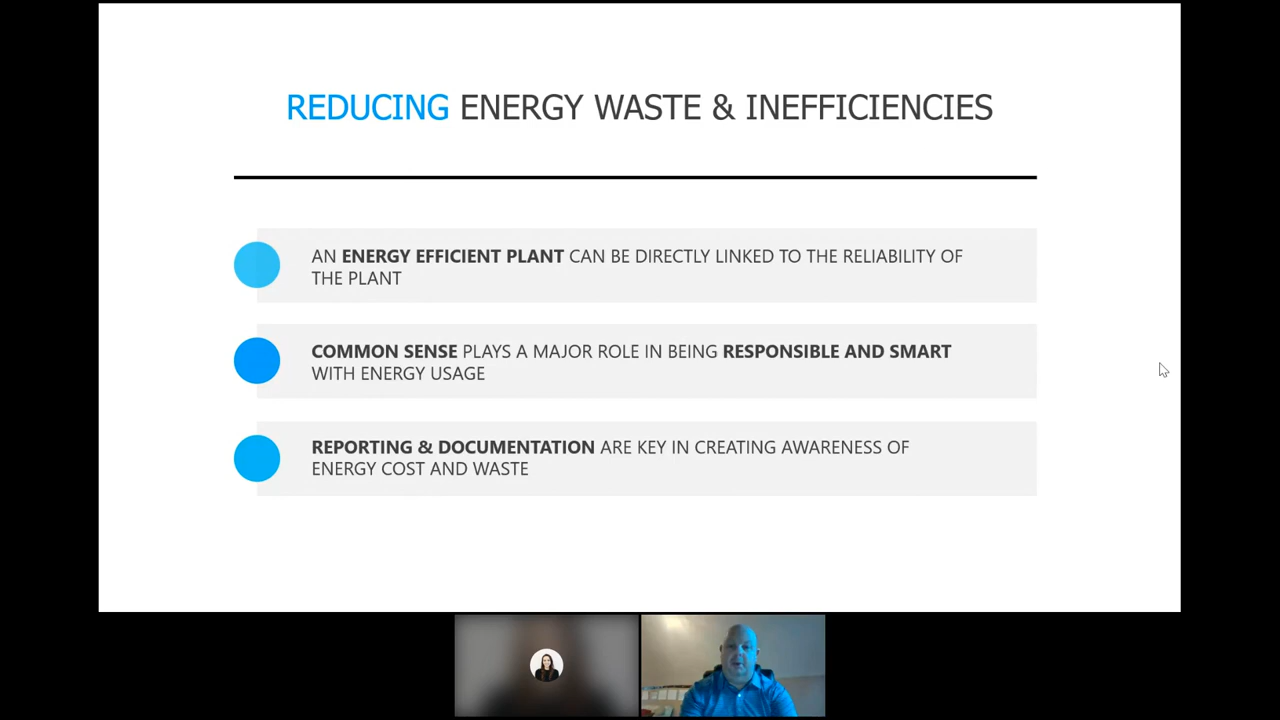 REDUCING ENERGY WASTE & INEFFICIENCIES
AN ENERGY EFFICIENT PLANT CAN BE DIRECTLY LINKED TO THE RELIABILITY OF
THE PLANT
COMMON SENSE PLAYS A MAJOR ROLE IN BEING RESPONSIBLE AND SMART
WITH ENERGY USAGE
REPORTING & DOCUMENTATION ARE KEY IN CREATING AWARENESS OF
ENERGY COST AND WASTE